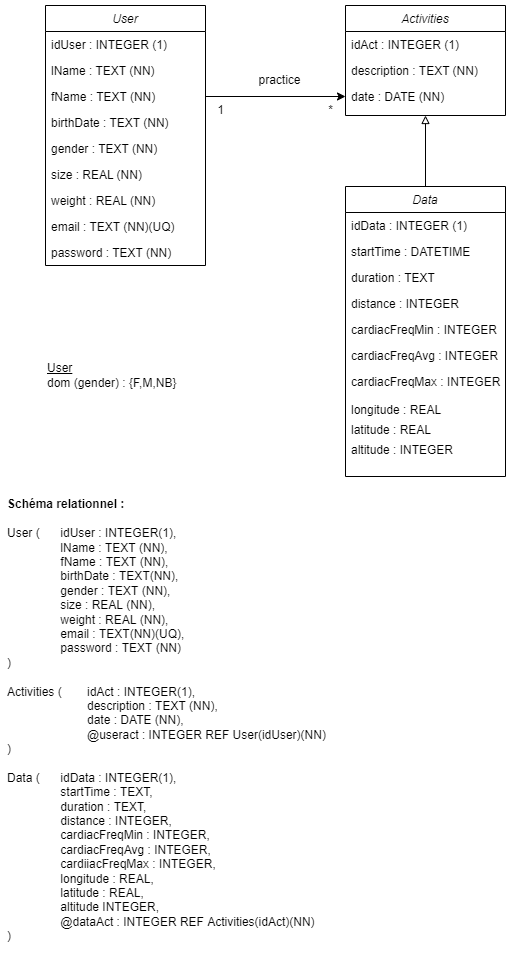 User
idUser : INTEGER (1)
lName : TEXT (NN)
fName : TEXT (NN)
birthDate : TEXT (NN)
gender : TEXT (NN)
size : REAL (NN)
weight : REAL (NN)
email : TEXT (NN)(UQ)
password : TEXT (NN)
practice
1
*
Activities
idAct : INTEGER (1)
description : TEXT (NN)
date : DATE (NN)
Data
idData : INTEGER (1)
startTime : DATETIME
duration : TEXT
distance : INTEGER
cardiacFreqMin : INTEGER
cardiacFreqAvg : INTEGER
cardiacFreqMax : INTEGER
longitude : REAL
latitude : REAL
altitude : INTEGER
User
dom (gender) : {F,M,NB}
Schéma relationnel :
User ( idUser : INTEGER(1),
lName : TEXT (NN),
fName : TEXT (NN),
birthDate : TEXT(NN),
gender : TEXT (NN),
size : REAL (NN),
weight : REAL (NN),
email : TEXT(NN)(UQ),
password : TEXT (NN)
)
Activities ( idAct : INTEGER(1),
description : TEXT (NN),
date : DATE (NN),
@useract : INTEGER REF User(idUser)(NN)
)
Data ( idData : INTEGER(1),
startTime : TEXT,
duration : TEXT,
distance : INTEGER,
cardiacFreqMin : INTEGER,
cardiacFreqAvg : INTEGER,
cardiiacFreqMax : INTEGER,
longitude : REAL,
latitude : REAL,
altitude INTEGER,
@dataAct : INTEGER REF Activities(idAct)(NN)
)